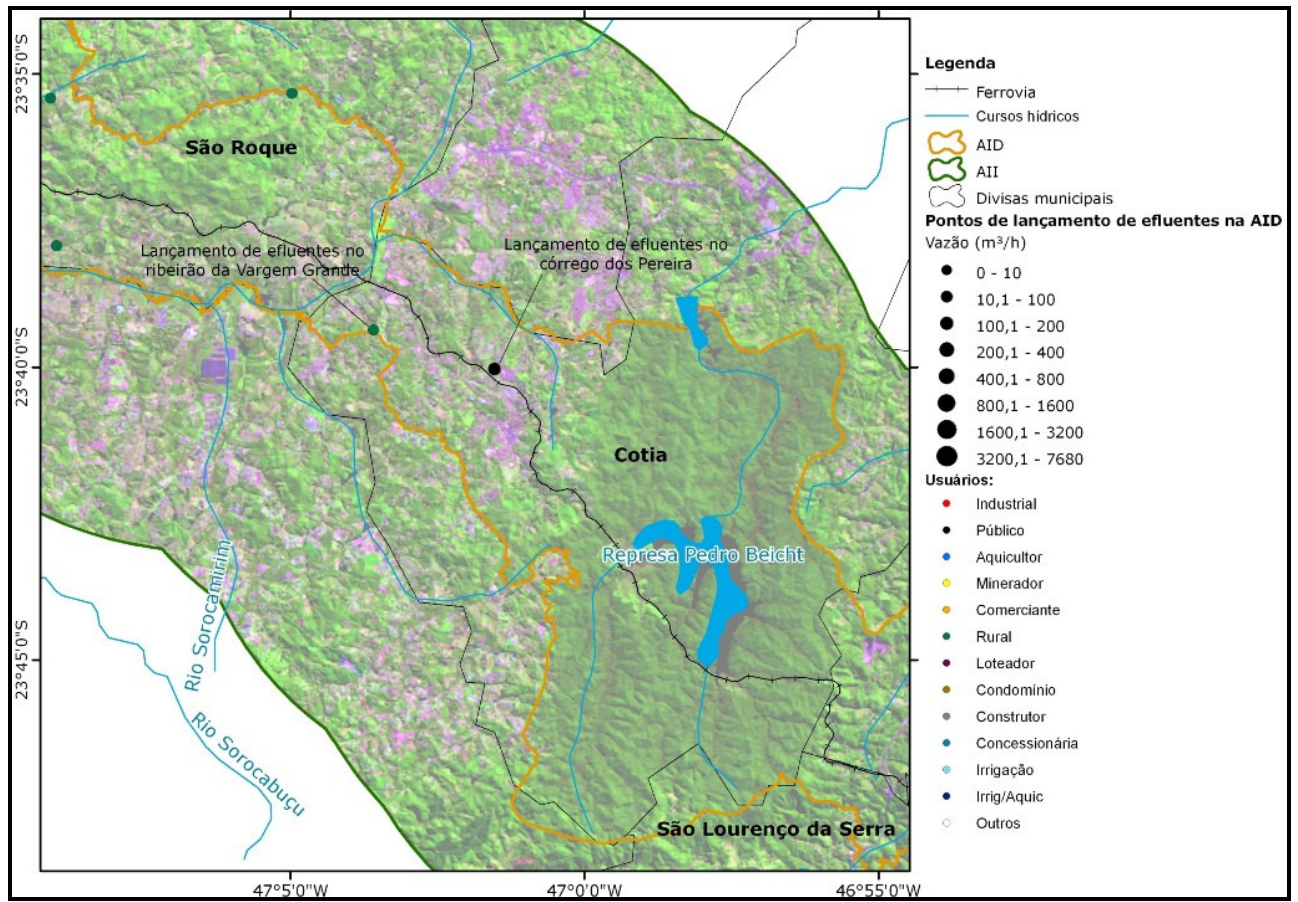 23°35'0"S
23°40'0"S
23°45'0"S
São Roque
Lançamento de efluentes no
ribeirão da Vargem Grande
Lançamento de efluentes no
córrego dos Pereira
Cotia
Represa Pedro Beicht
Rio Sorocamirim
Rio Sorocabuçu
São Lourenço da Serra
47°5'0"W
47°0'0"W
46°55'0"W
Legenda
Ferrovia
Cursos hídricos
AID
AII
Divisas municipais
Pontos de lançamento de efluentes na AID
Vazão (m³/h)
0 - 10
10,1 - 100
100,1 - 200
200,1 - 400
400,1 - 800
800,1 - 1600
1600,1 - 3200
3200,1 - 7680
Usuários:
Industrial
Público
Aquicultor
Minerador
Comerciante
Rural
Loteador
Condomínio
Construtor
Concessionária
Irrigação
Irrig/Aquic
Outros